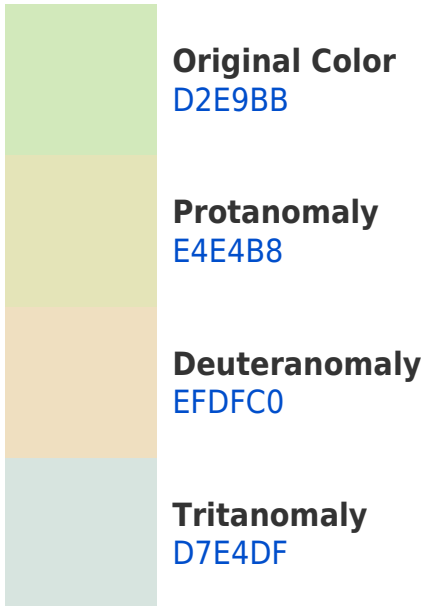 Original Color
D2E9BB
Protanomaly
E4E4B8
Deuteranomaly
EFDFC0
Tritanomaly
D7E4DF